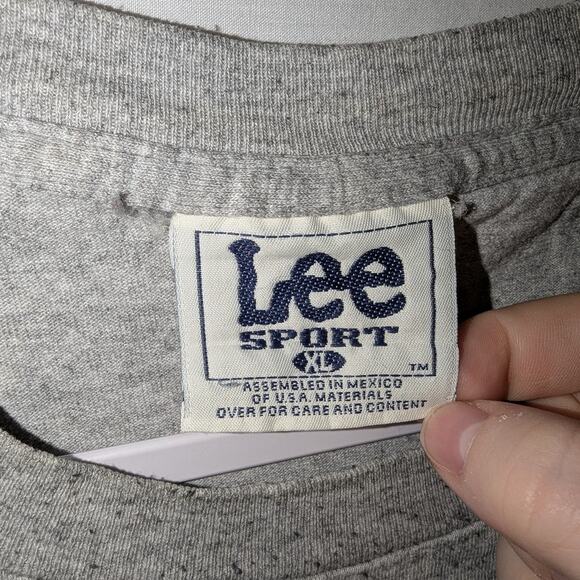 Lee
SPORT
XL
TM
ASSEMBLED IN MEXICO
OF U.S.A. MATERIALS
OVER FOR CARE AND CONTENT